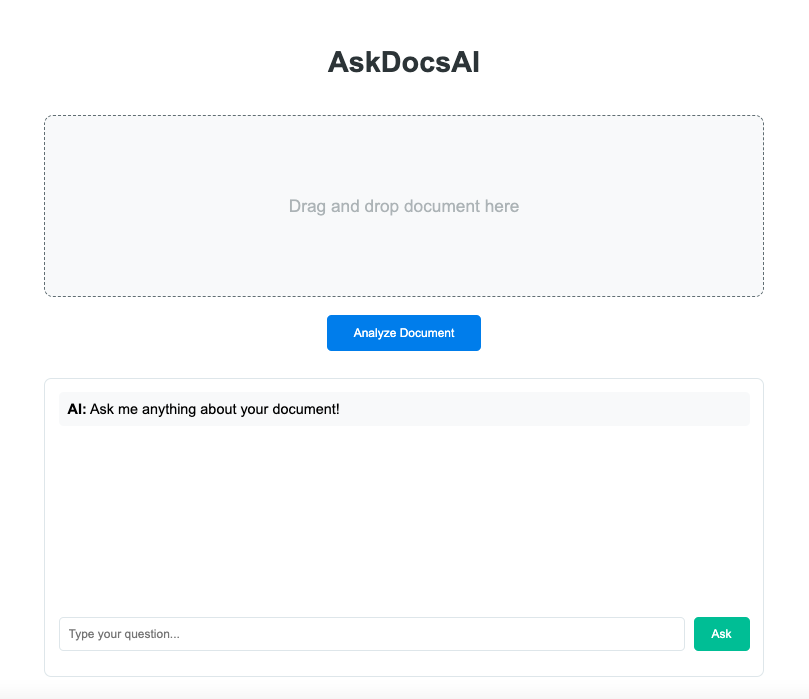 AskDocsAI
Drag and drop document here
Analyze Document
AI: Ask me anything about your document!
Type your question...
Ask